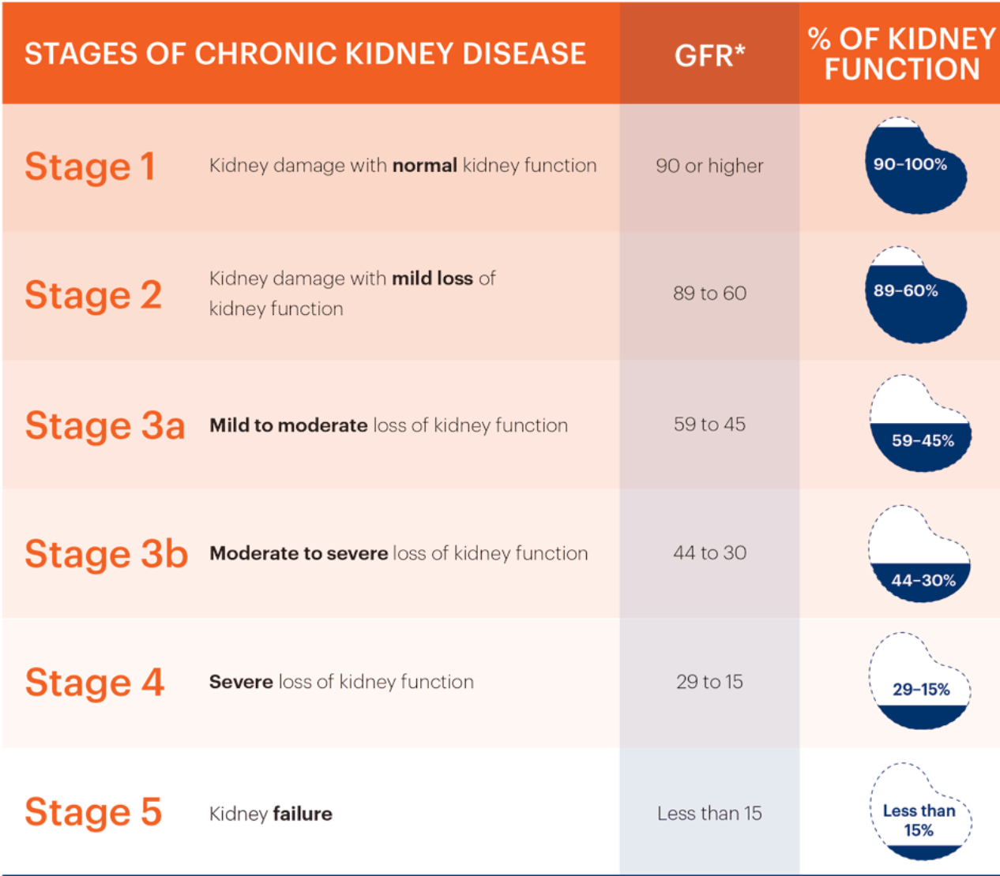 STAGES OF CHRONIC KIDNEY DISEASE
GFR*
% OF KIDNEY
FUNCTION
Stage 1
Kidney damage with normal kidney function
90 or higher
90–100%
Stage 2
Kidney damage with mild loss of
kidney function
89 to 60
89–60%
Stage 3a
Mild to moderate loss of kidney function
59 to 45
59–45%
Stage 3b
Moderate to severe loss of kidney function
44 to 30
44–30%
Stage 4
Severe loss of kidney function
29 to 15
29–15%
Stage 5
Kidney failure
Less than 15
Less than
15%